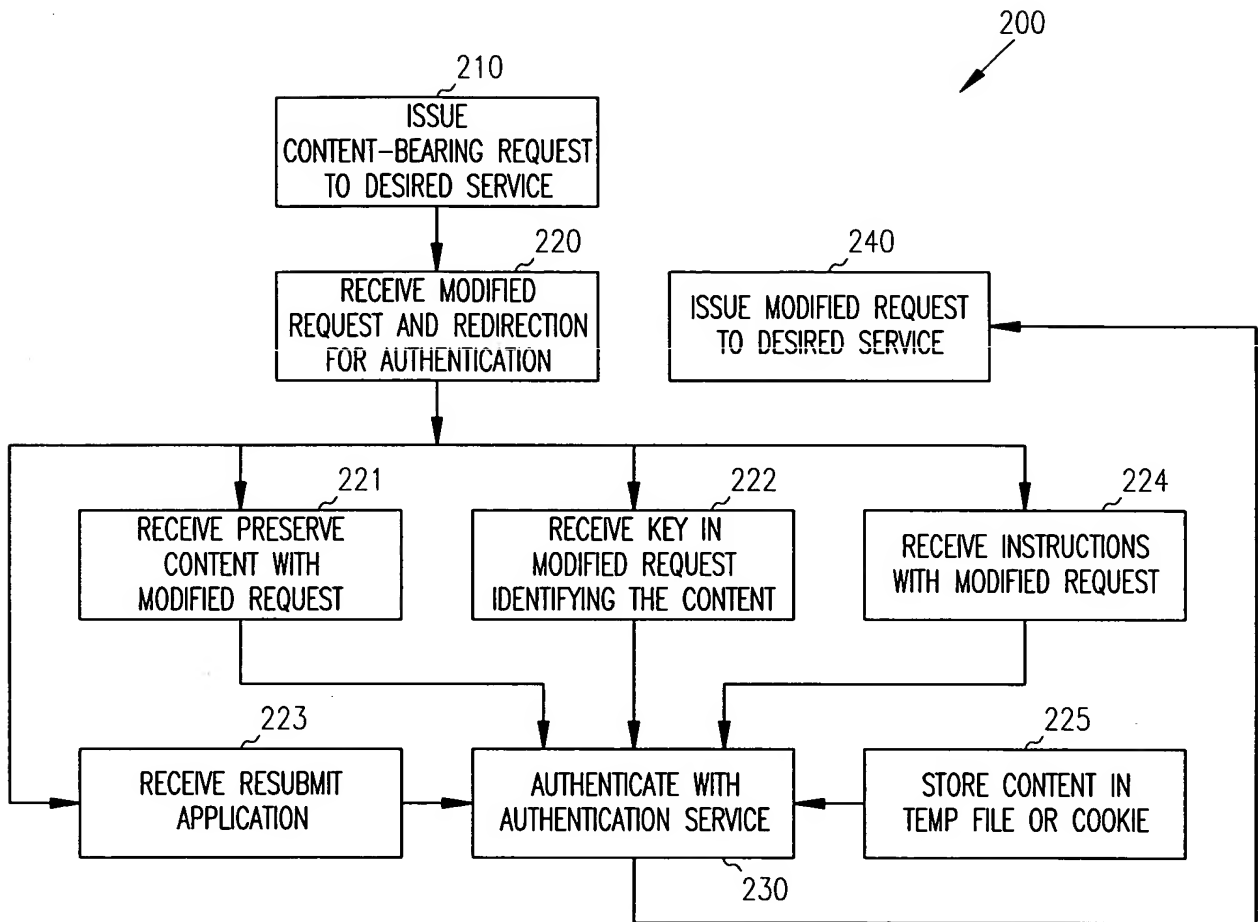 200
210
ISSUE
CONTENT-BEARING REQUEST
TO DESIRED SERVICE
220
RECEIVE MODIFIED
REQUEST AND REDIRECTION
FOR AUTHENTICATION
240
ISSUE MODIFIED REQUEST
TO DESIRED SERVICE
221
RECEIVE PRESERVE
CONTENT WITH
MODIFIED REQUEST
222
RECEIVE KEY IN
MODIFIED REQUEST
IDENTIFYING THE CONTENT
224
RECEIVE INSTRUCTIONS
WITH MODIFIED REQUEST
223
RECEIVE RESUBMIT
APPLICATION
AUTHENTICATE WITH
AUTHENTICATION SERVICE
230
225
STORE CONTENT IN
TEMP FILE OR COOKIE